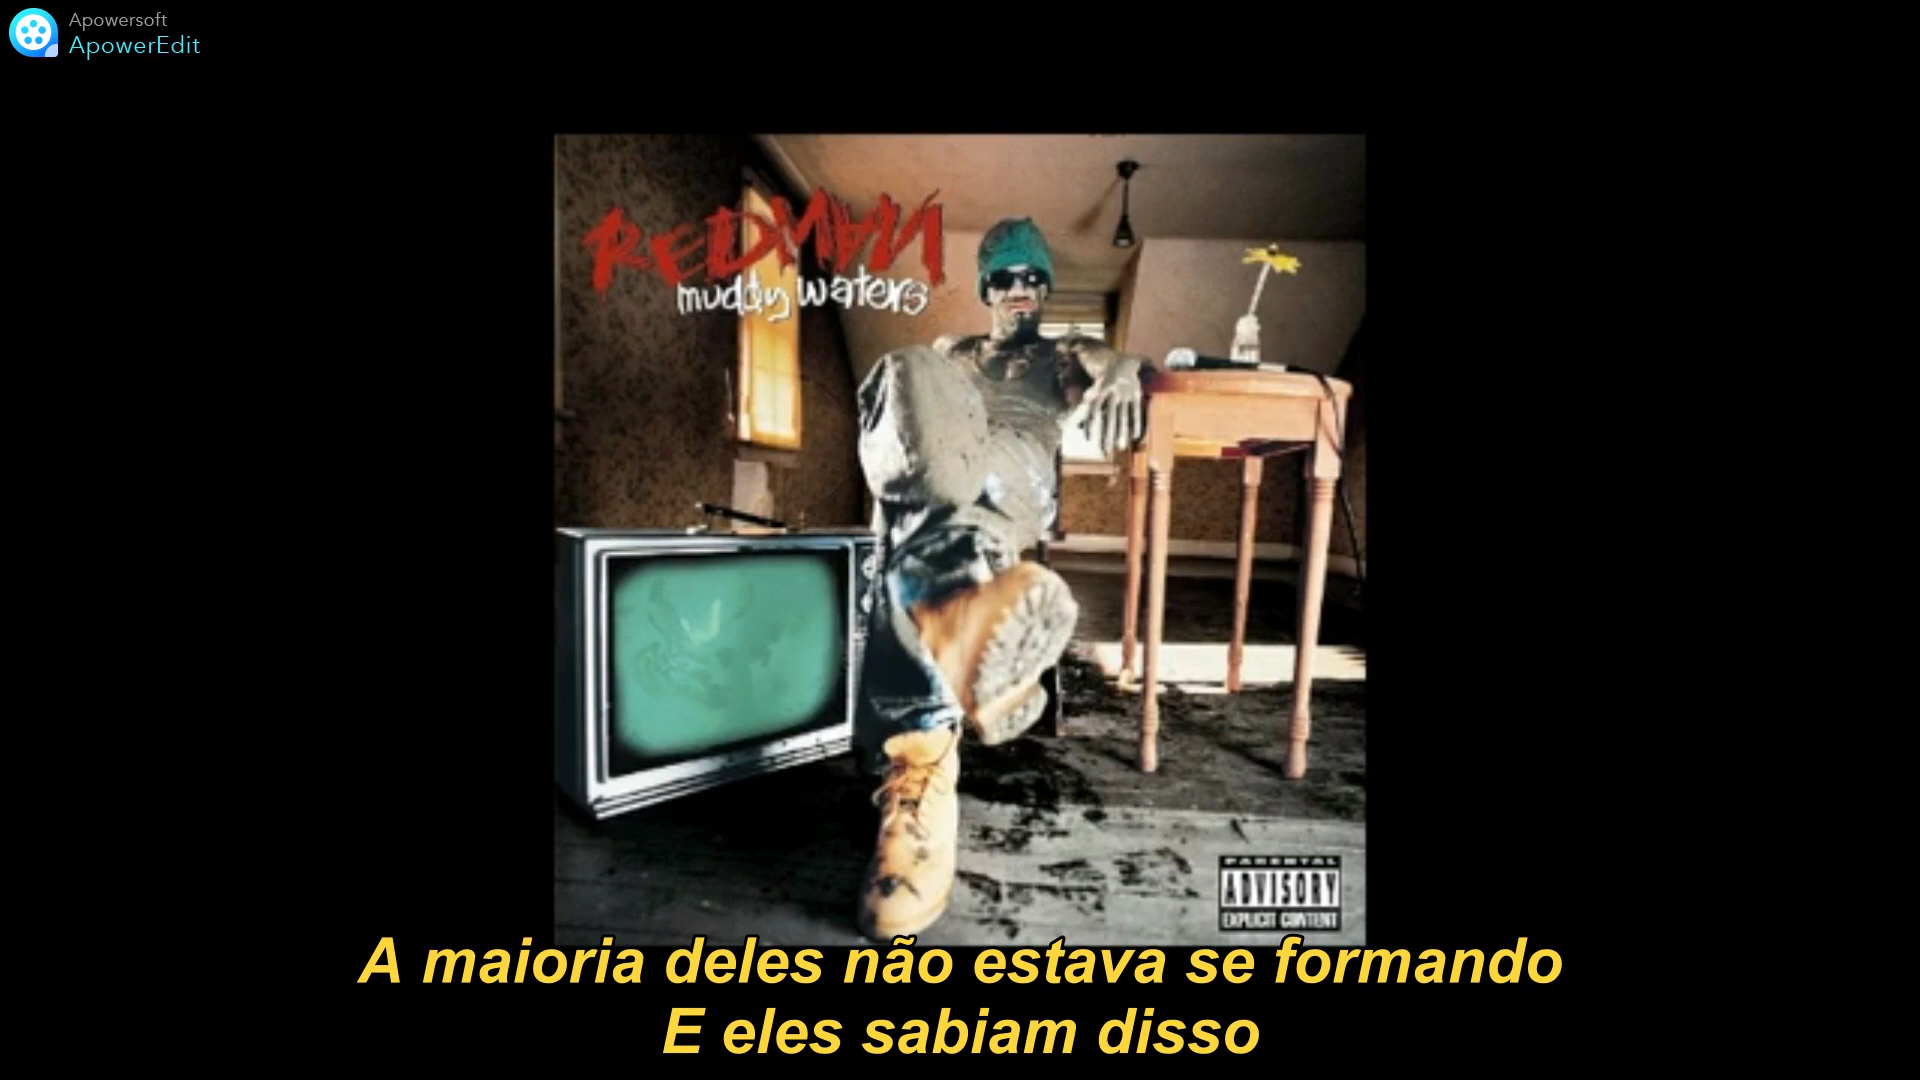 Apowersoft
ApowerEdit
REDMAN
muddy waters
PARENTAL
ADVISORY
EXPLICIT CONTENT
A maioria deles não estava se formando
E eles sabiam disso